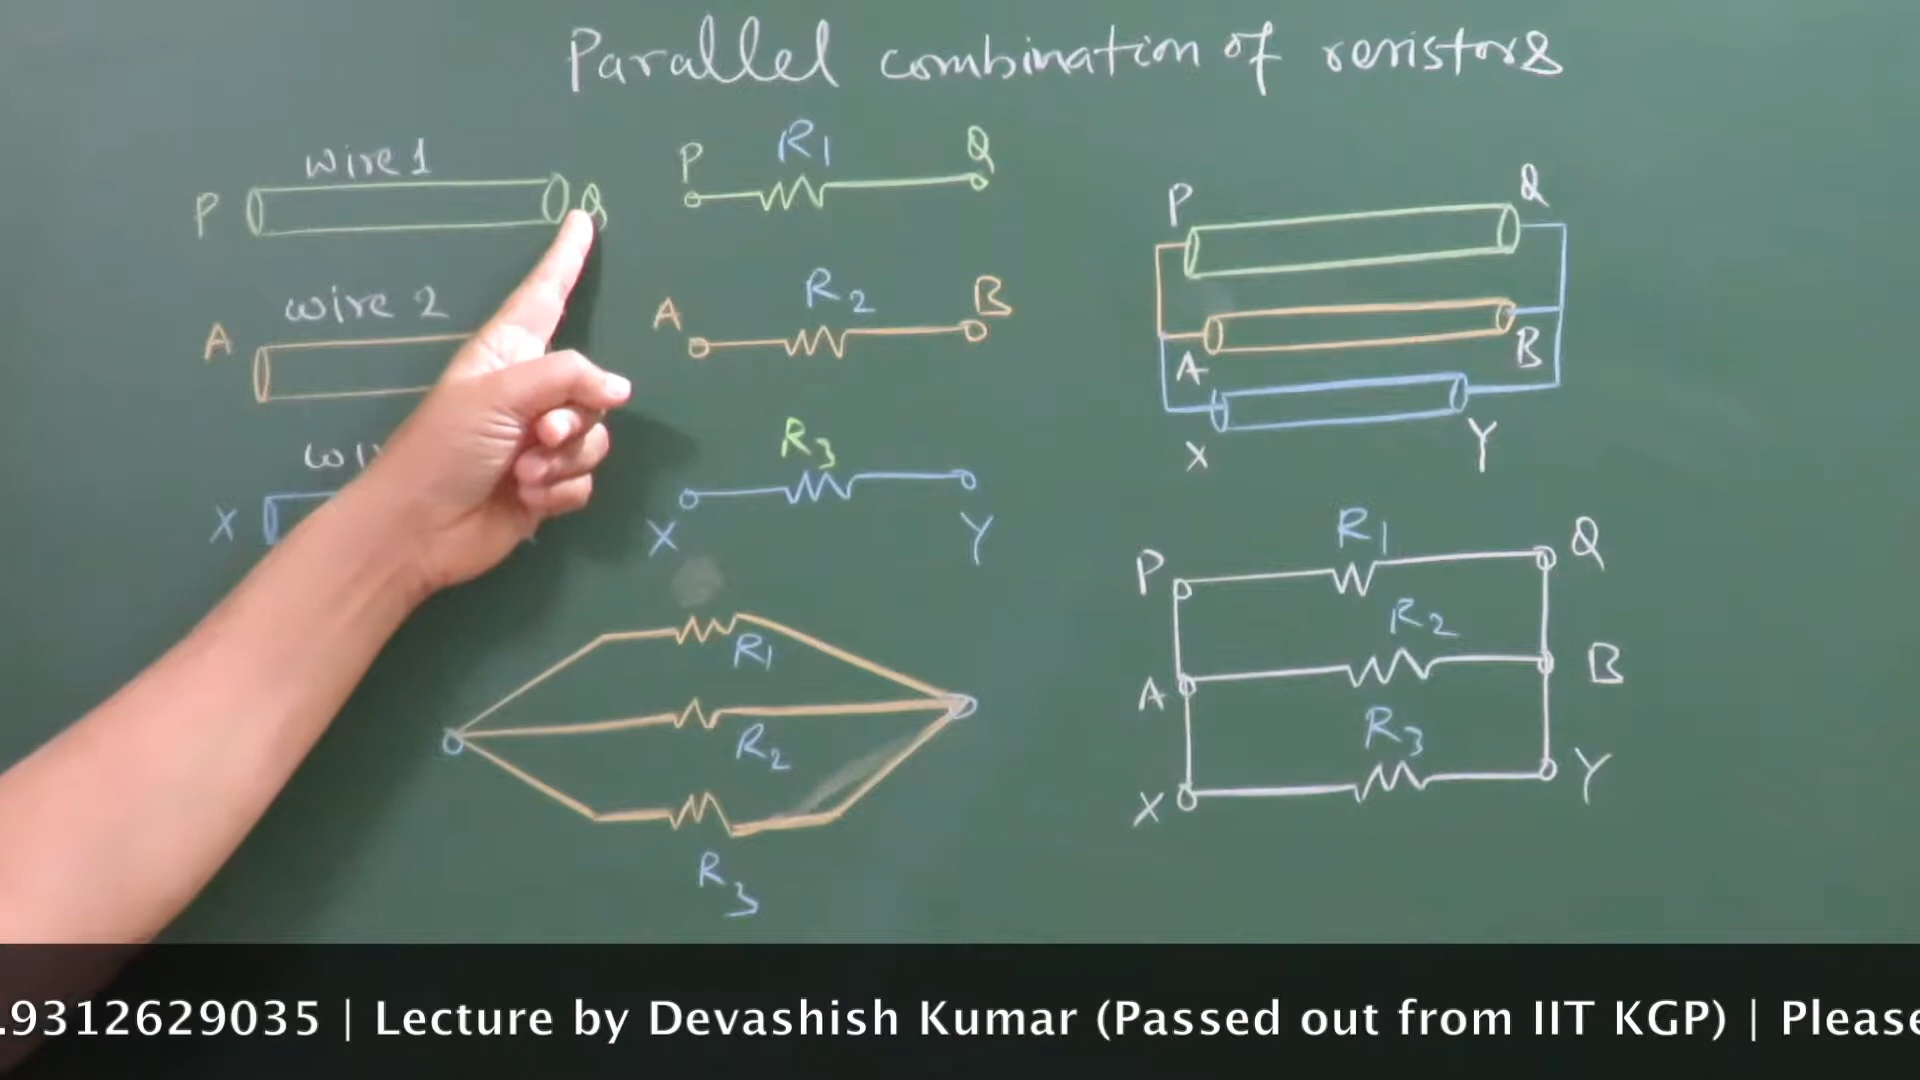 Parallel combination of resistors
wire 1
P
Q
wire 2
A
X
P
R1
Q
A
R2
B
R3
X
Y
P
Q
A
B
X
Y
R1
R2
R3
P
R1
Q
A
R2
B
X
R3
Y
.9312629035 | Lecture by Devashish Kumar (Passed out from IIT KGP) | Please